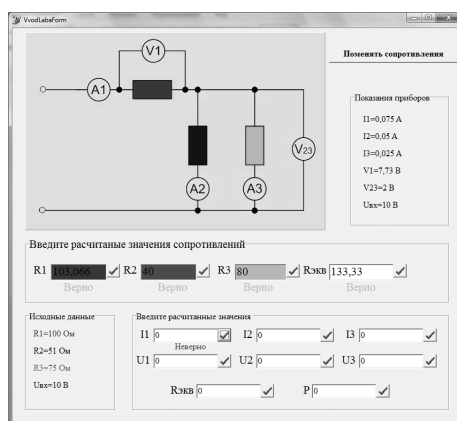 VvodLabaForm
V1
A1
V23
A2
A3
Поменять сопротивления
Показания приборов
I1=0,075 A
I2=0,05 A
I3=0,025 A
V1=7,73 В
V23=2 В
Uвх=10 В
Введите расчитаные значения сопротивлений
R1 103,066 R2 40 R3 80 Rэкв 133,33
Верно Верно Верно Верно
Исходные данные
R1=100 Ом
R2=51 Ом
R3=75 Ом
Uвх=10 В
Введите расчитанные значения
I1 0 I2 0 I3 0
Неверно
U1 0 U2 0 U3 0
Rэкв 0 P 0